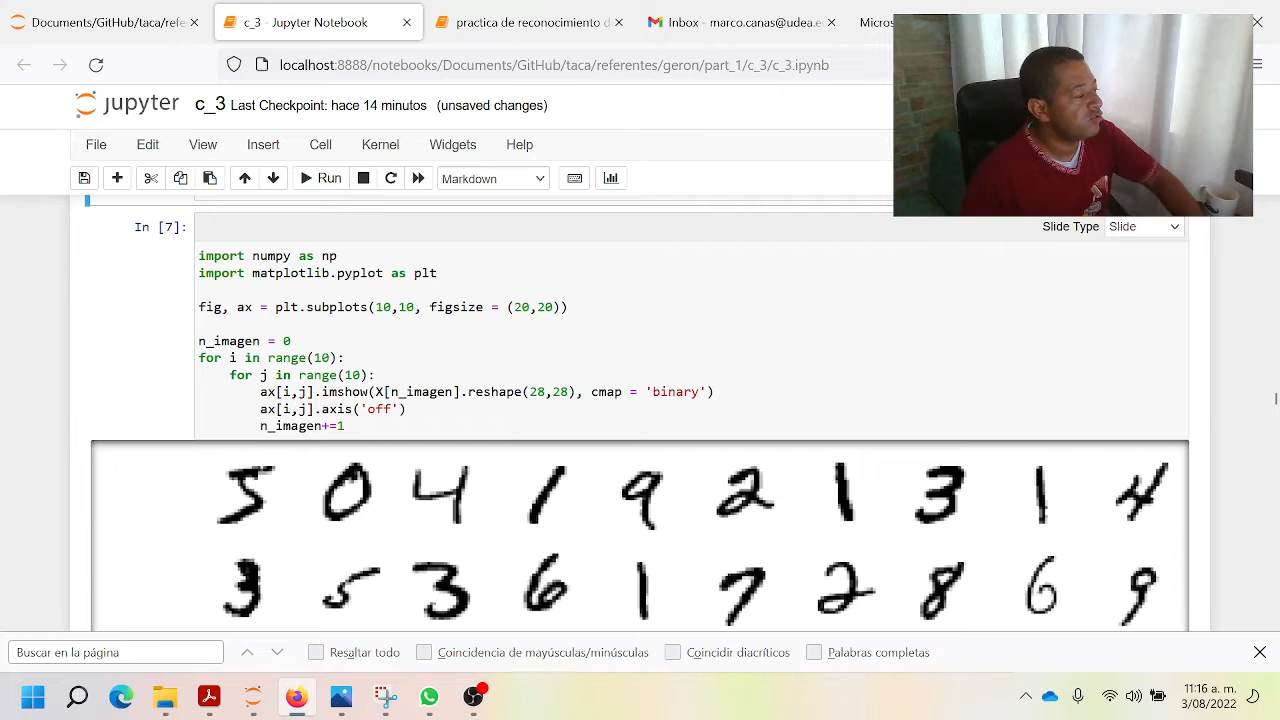 Documents/GitHub/taca/refere
c_3 - Jupyter Notebook
practica de reconocimiento d
Inbox - marco.canas@udea.e
Micros
localhost:8888/notebooks/Documents/GitHub/taca/referentes/geron/part_1/c_3/c_3.ipynb
jupyter c_3 Last Checkpoint: hace 14 minutos (unsaved changes)
File Edit View Insert Cell Kernel Widgets Help
Run Markdown
In [7]:
Slide Type Slide
import numpy as np
import matplotlib.pyplot as plt
fig, ax = plt.subplots(10,10, figsize = (20,20))
n_imagen = 0
for i in range(10):
for j in range(10):
ax[i,j].imshow(X[n_imagen].reshape(28,28), cmap = 'binary')
ax[i,j].axis('off')
n_imagen+=1
5 0 4 1 9 2 1 3 1 4
3 5 3 6 1 7 2 8 6 9
Buscar en la página
Resaltar todo
Coincidencia de mayúsculas/minúsculas
Coincidir diacríticos
Palabras completas
11:16 a. m.
3/08/2022